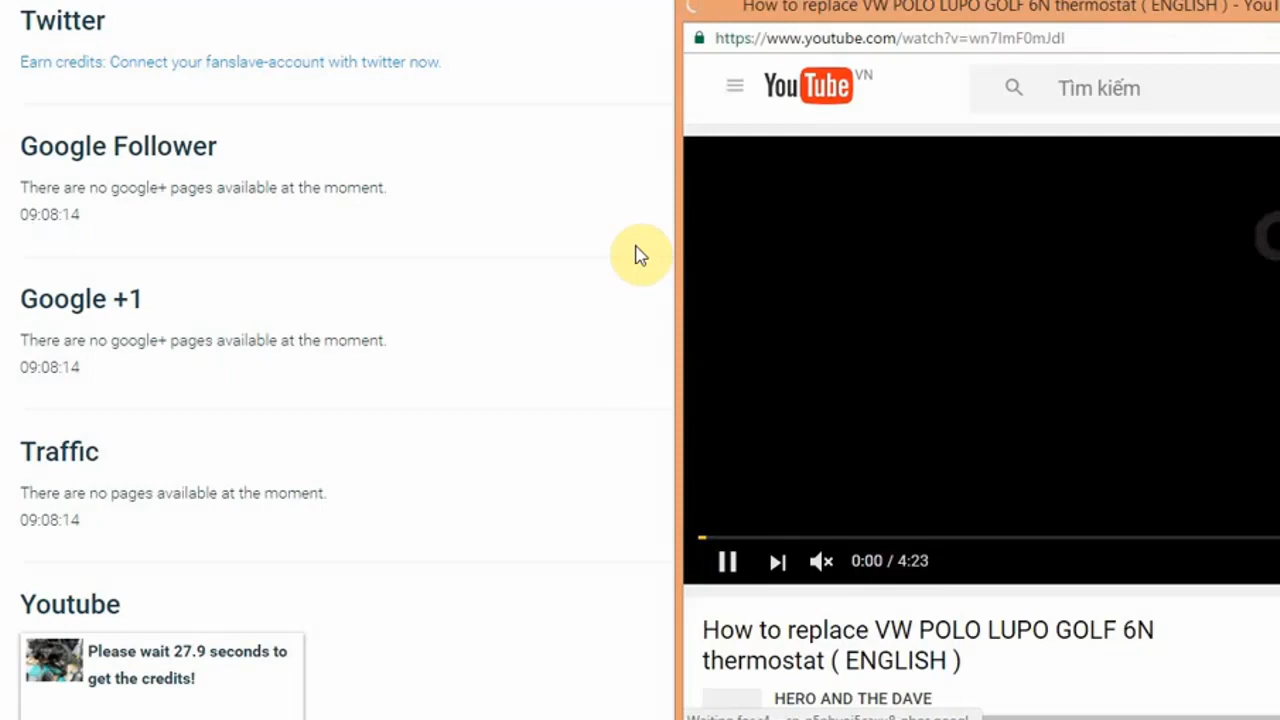 Twitter
Earn credits: Connect your fanslave-account with twitter now.
Google Follower
There are no google+ pages available at the moment.
09:08:14
Google +1
There are no google+ pages available at the moment.
09:08:14
Traffic
There are no pages available at the moment.
09:08:14
Youtube
Please wait 27.9 seconds to
get the credits!
How to replace VW POLO LUPO GOLF 6N thermostat ( ENGLISH ) - YouT
https://www.youtube.com/watch?v=wn7ImF0mJdI
YouTube VN
Tìm kiếm
0:00 / 4:23
How to replace VW POLO LUPO GOLF 6N
thermostat ( ENGLISH )
HERO AND THE DAVE
Waiting for